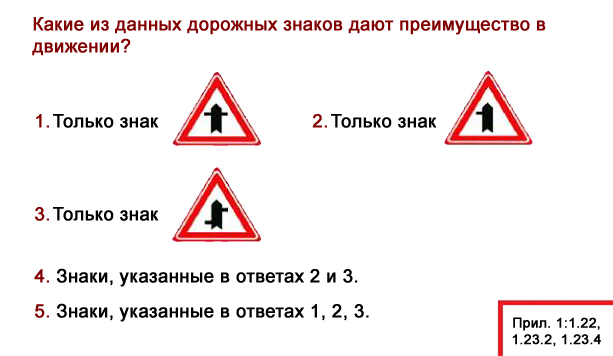 Какие из данных дорожных знаков дают преимущество в
движении?
1. Только знак
2. Только знак
3. Только знак
4. Знаки, указанные в ответах 2 и 3.
5. Знаки, указанные в ответах 1, 2, 3.
Прил. 1:1.22,
1.23.2, 1.23.4